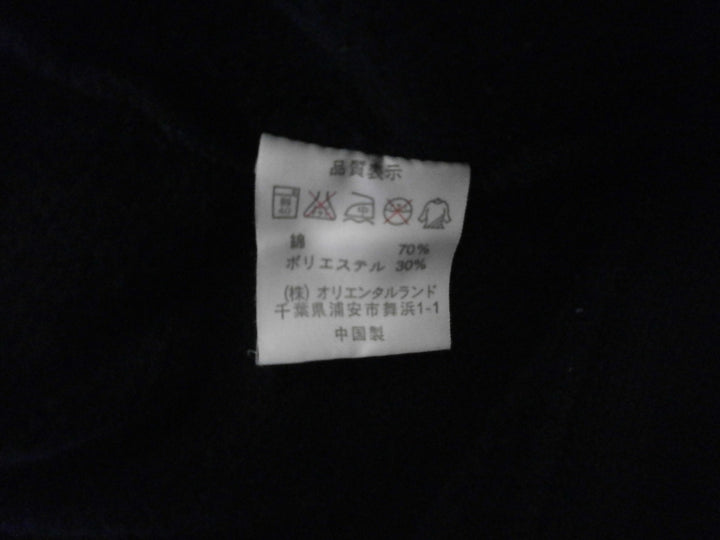 品質表示
中
綿 70%
ポリエステル 30%
(株) オリエンタルランド
千葉県浦安市舞浜1-1
中国製